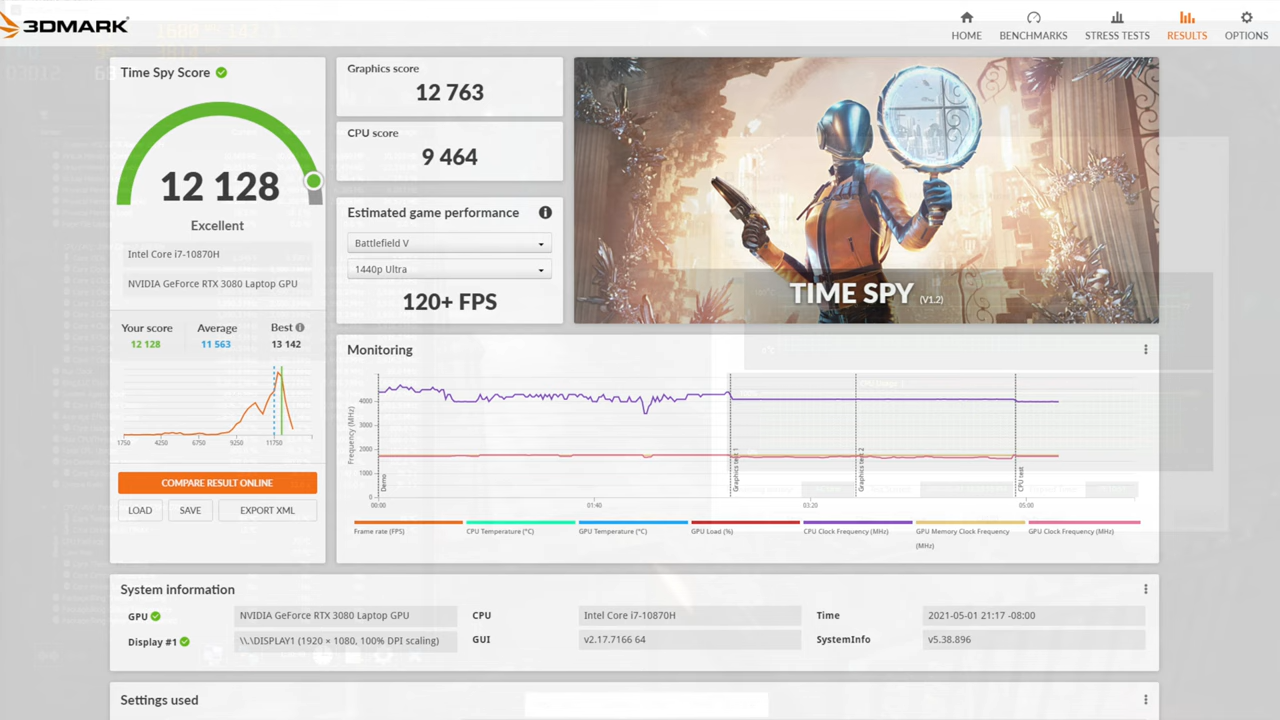 3DMARK
HOME
BENCHMARKS
STRESS TESTS
RESULTS
OPTIONS
Time Spy Score
12 128
Excellent
Intel Core i7-10870H
NVIDIA GeForce RTX 3080 Laptop GPU
Your score
Average
Best
12 128
11 563
13 142
1750
4250
6750
9250
11750
COMPARE RESULT ONLINE
LOAD
SAVE
EXPORT XML
Graphics score
12 763
CPU score
9 464
Estimated game performance
Battlefield V
1440p Ultra
120+ FPS
TIME SPY (V1.2)
Monitoring
Frequency (MHz)
4000
3000
2000
1000
0
Demo
Graphics test 1
Graphics test 2
CPU test
00:00
01:40
03:20
05:00
Frame rate (FPS)
CPU Temperature (°C)
GPU Temperature (°C)
GPU Load (%)
CPU Clock Frequency (MHz)
GPU Memory Clock Frequency
(MHz)
GPU Clock Frequency (MHz)
System information
GPU
NVIDIA GeForce RTX 3080 Laptop GPU
CPU
Intel Core i7-10870H
Time
2021-05-01 21:17 -08:00
Display #1
\\.\DISPLAY1 (1920 × 1080, 100% DPI scaling)
GUI
v2.17.7166 64
SystemInfo
v5.38.896
Settings used